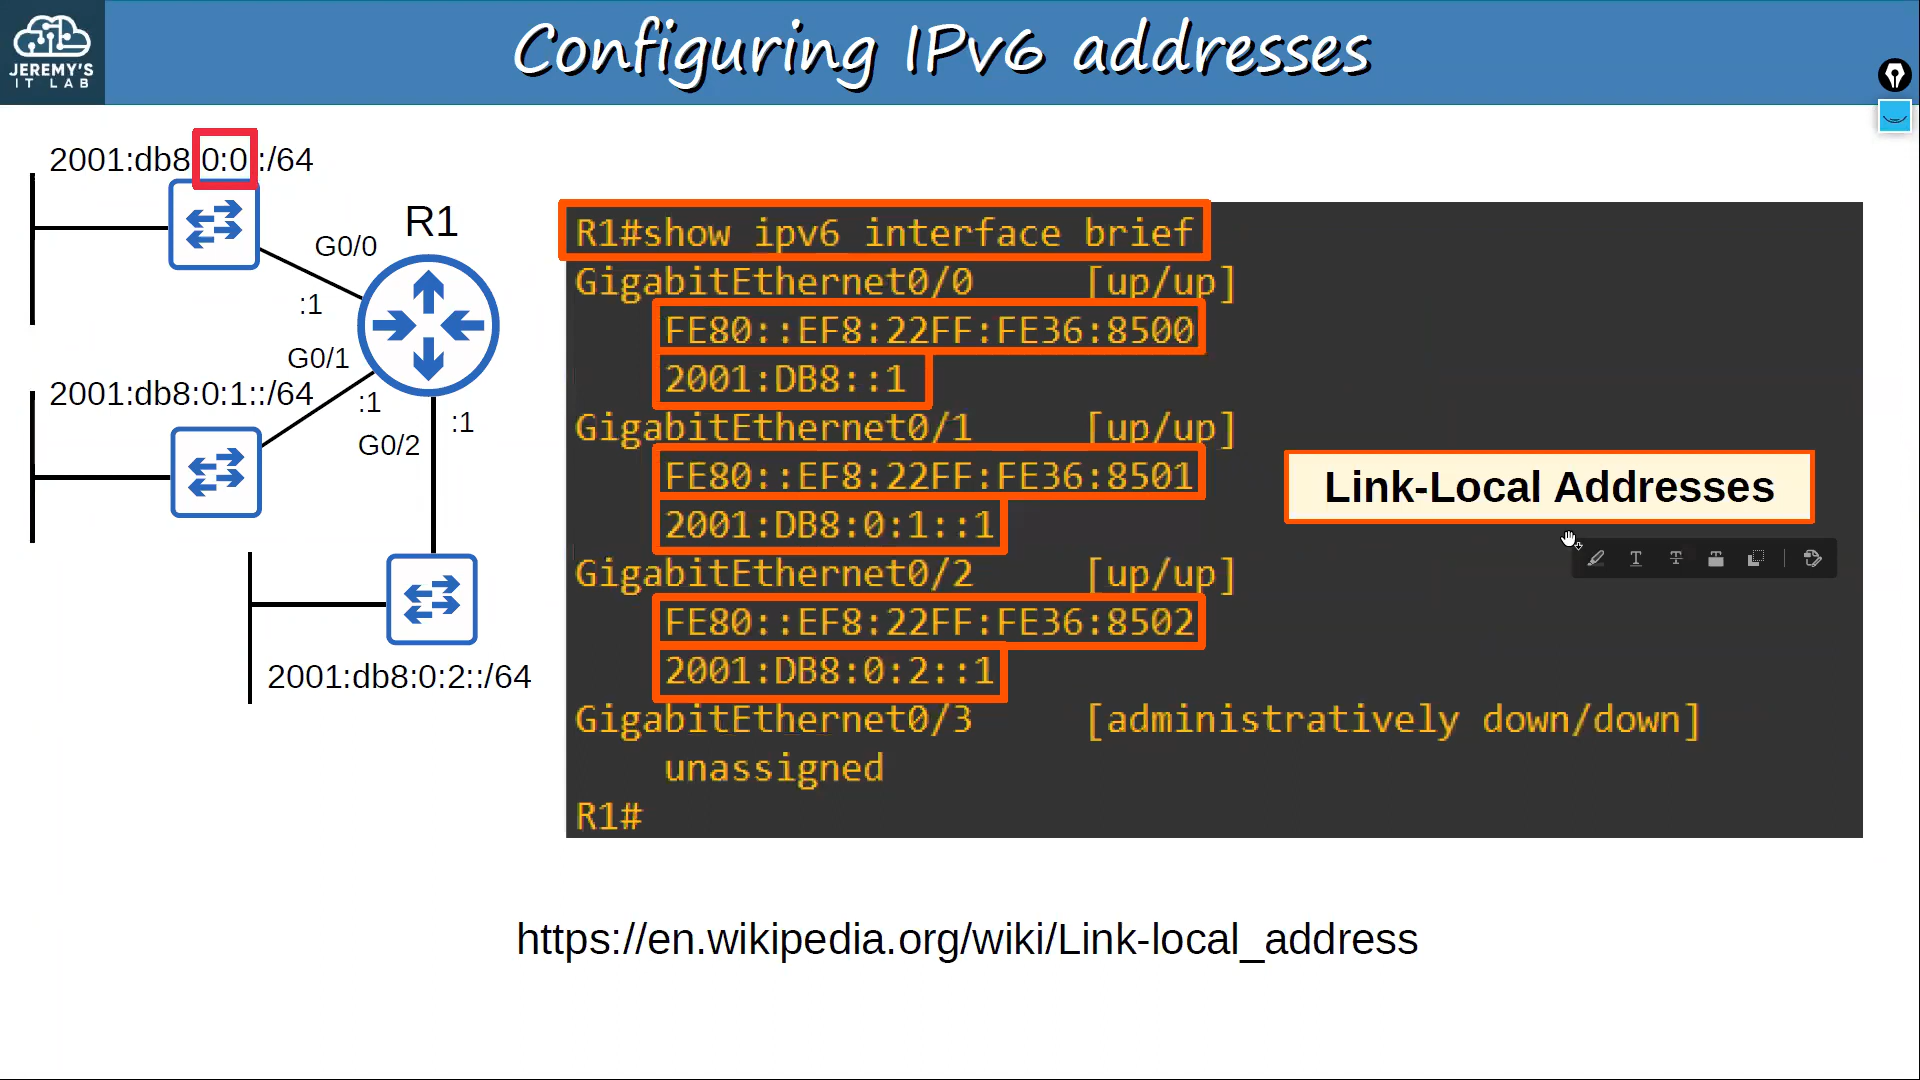 JEREMY'S
IT LAB
Configuring IPv6 addresses
2001:db8:0:0::/64
R1
G0/0
:1
G0/1
2001:db8:0:1::/64
:1
:1
G0/2
2001:db8:0:2::/64
R1#show ipv6 interface brief
GigabitEthernet0/0 [up/up]
FE80::EF8:22FF:FE36:8500
2001:DB8::1
GigabitEthernet0/1 [up/up]
FE80::EF8:22FF:FE36:8501
2001:DB8:0:1::1
GigabitEthernet0/2 [up/up]
FE80::EF8:22FF:FE36:8502
2001:DB8:0:2::1
GigabitEthernet0/3 [administratively down/down]
unassigned
R1#
Link-Local Addresses
https://en.wikipedia.org/wiki/Link-local_address